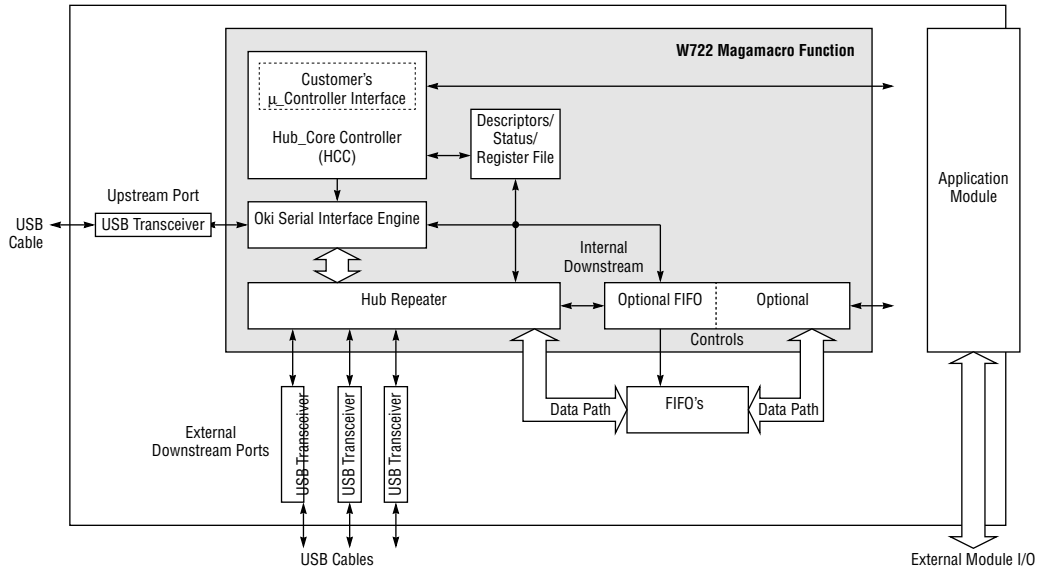 W722 Magamacro Function
Customer's
μ_Controller Interface
Hub_Core Controller
(HCC)
Descriptors/
Status/
Register File
Application
Module
Upstream Port
USB
Cable
USB Transceiver
Oki Serial Interface Engine
Internal
Downstream
Hub Repeater
Optional FIFO
Optional
Controls
Data Path
FIFO's
Data Path
External
Downstream Ports
USB Transceiver
USB Transceiver
USB Transceiver
USB Cables
External Module I/O